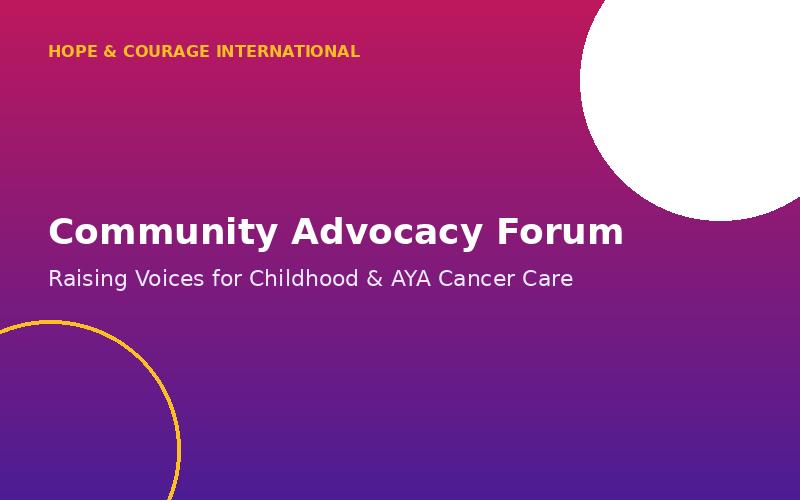 HOPE & COURAGE INTERNATIONAL
Community Advocacy Forum
Raising Voices for Childhood & AYA Cancer Care